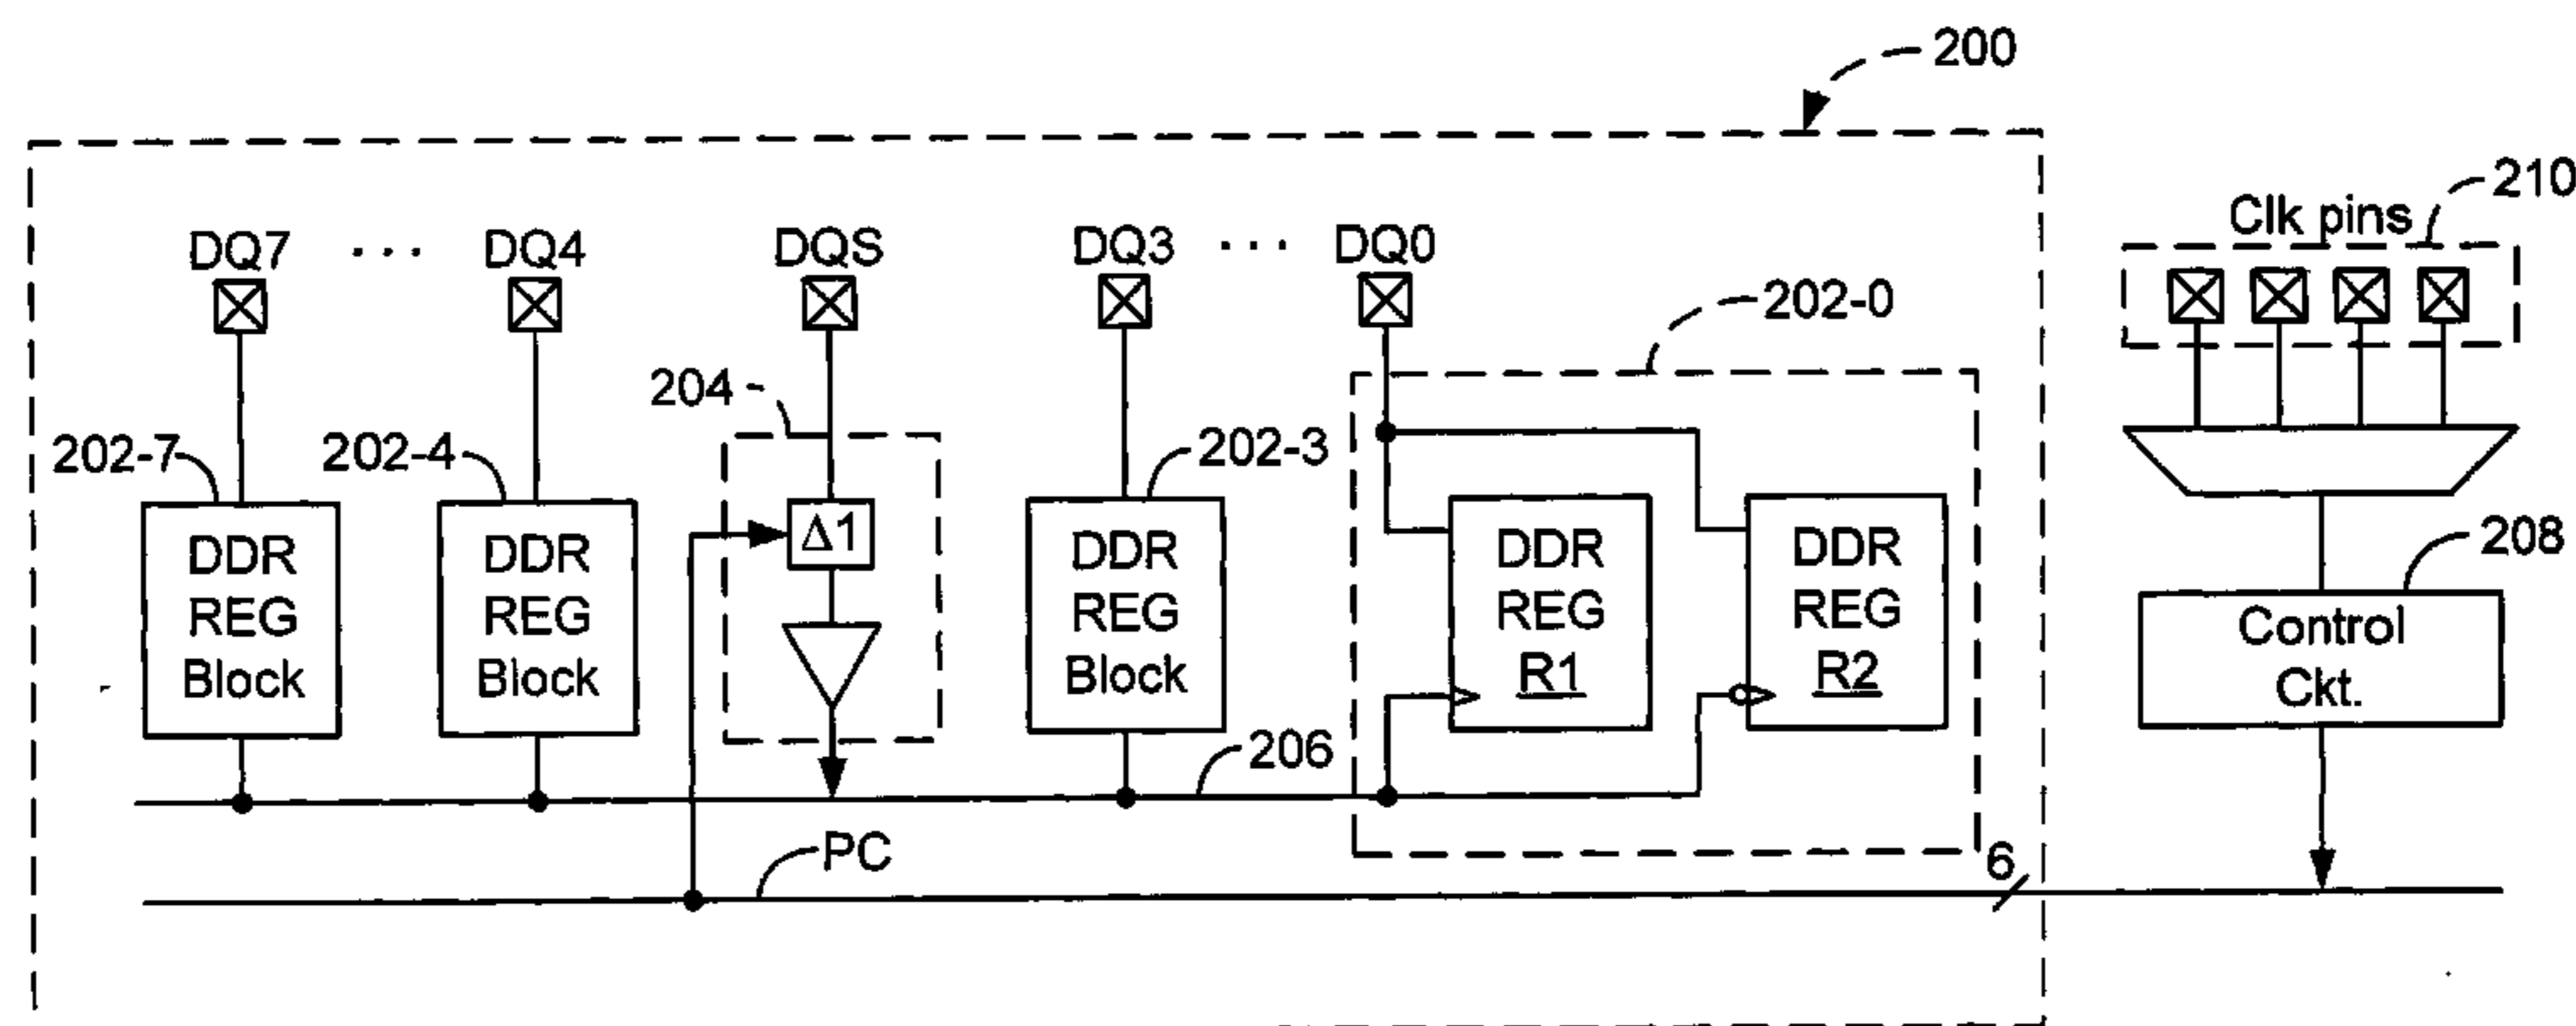 200
210
Clk pins
DQ7 ... DQ4 DQS DQ3 ... DQ0
202-0
204
202-7
202-4
202-3
DDR
REG
Block
DDR
REG
Block
Δ1
DDR
REG
Block
DDR
REG
R1
DDR
REG
R2
208
Control
Ckt.
206
PC
6